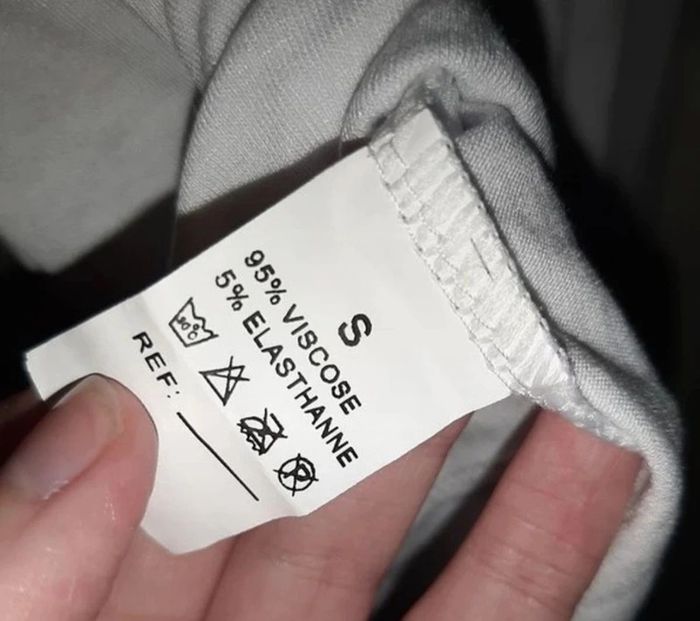 S
95% VISCOSE
5% ELASTHANNE
REF: